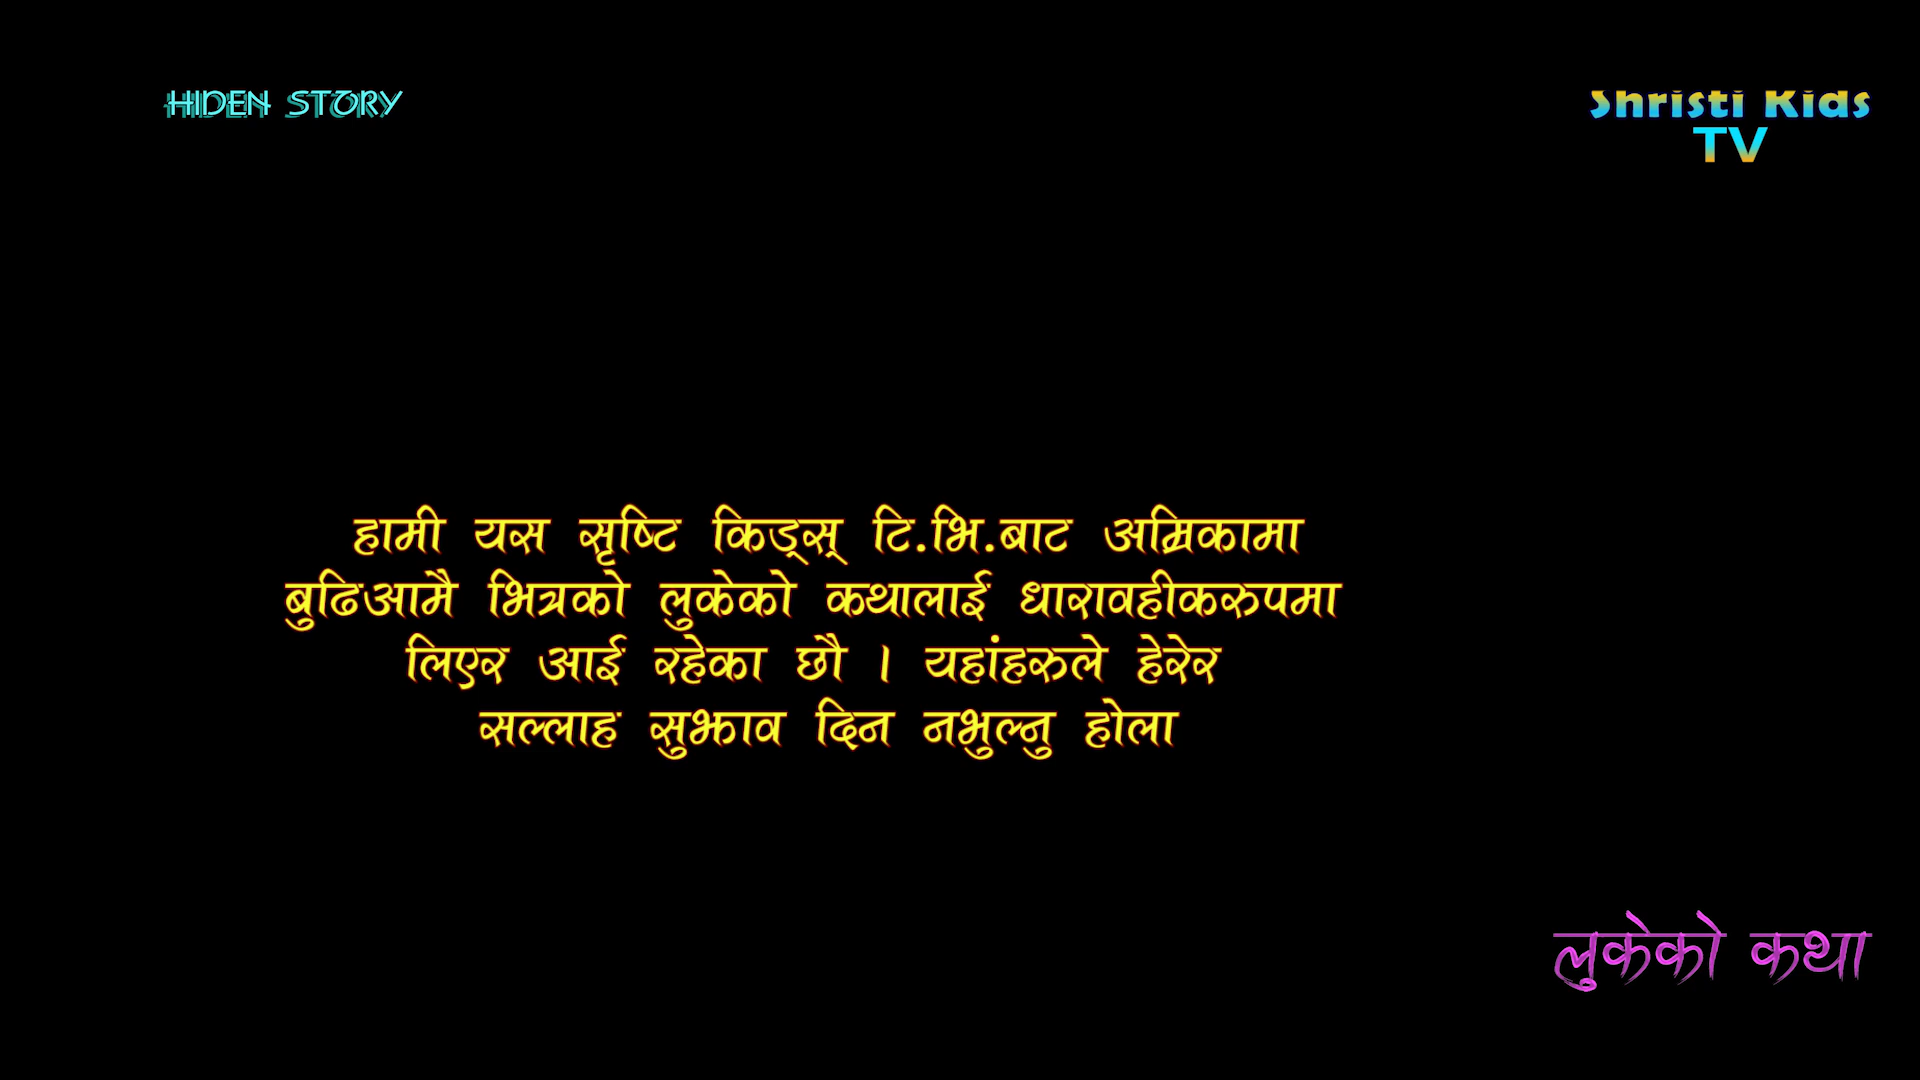 HIDEN STORY
Shristi Kids
TV
हामी यस सृष्टि किड्स् टि.भि.बाट अम्रिकामा
बुढिआमै भित्रको लुकेको कथालाई धारावहीकरुपमा
लिएर आई रहेका छौ । यहांहरुले हेरेर
सल्लाह सुझाव दिन नभुल्नु होला
लुकेको कथा